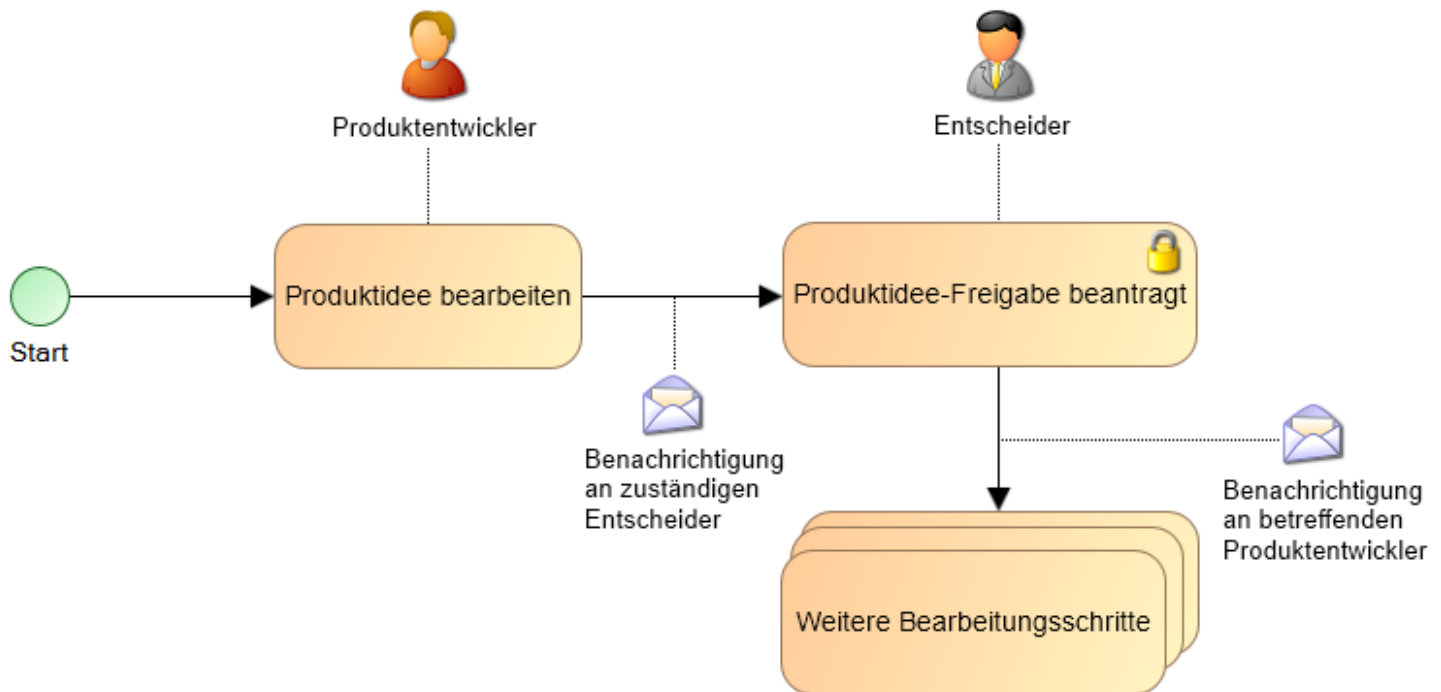 Produktentwickler
Entscheider
Start
Produktidee bearbeiten
Produktidee-Freigabe beantragt
Benachrichtigung
an zuständigen
Entscheider
Benachrichtigung
an betreffenden
Produktentwickler
Weitere Bearbeitungsschritte